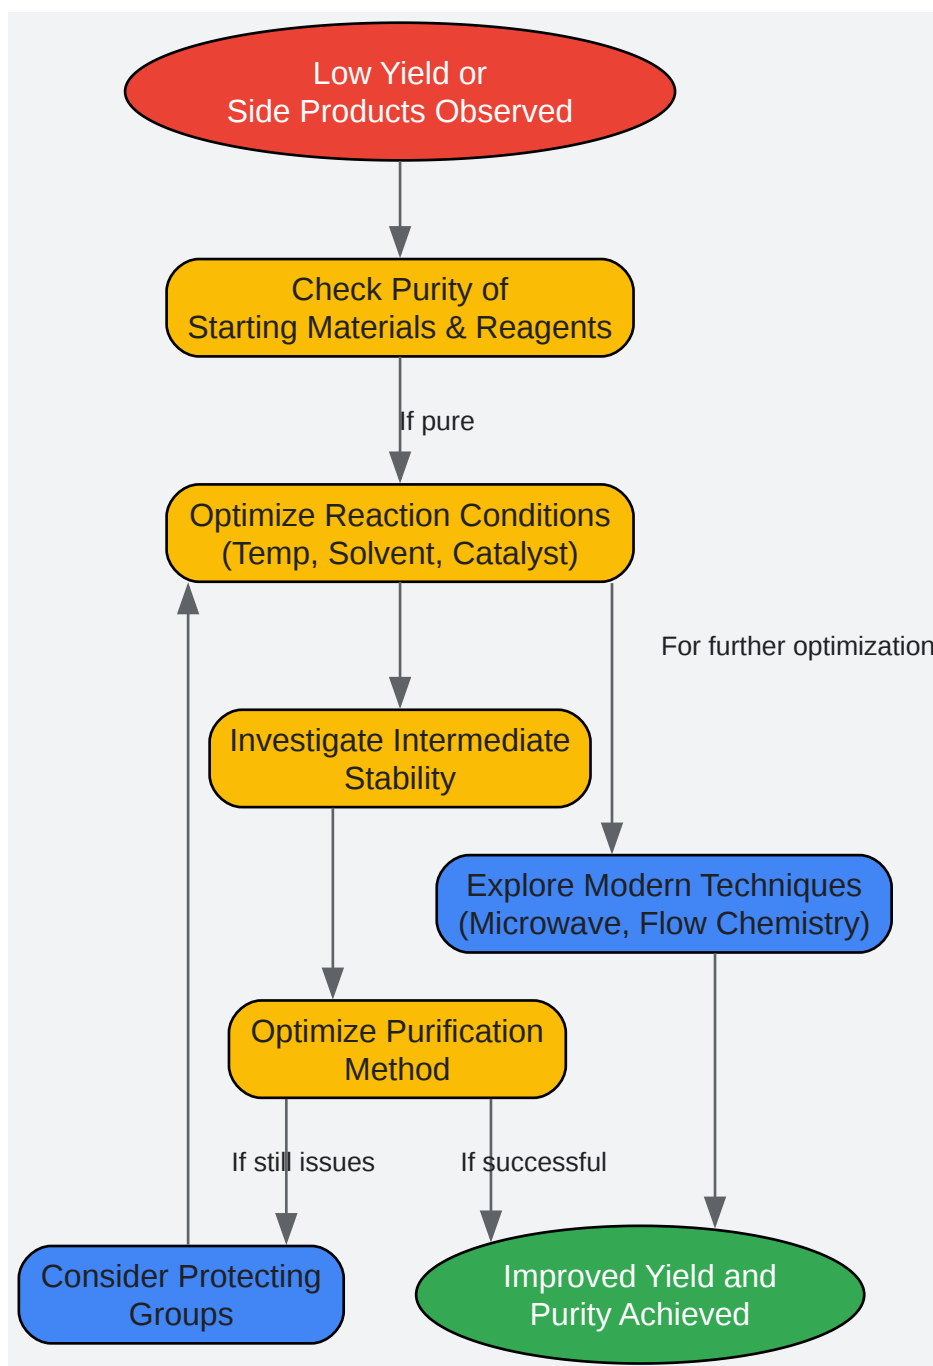 Low Yield or
Side Products Observed
Check Purity of
Starting Materials & Reagents
If pure
Optimize Reaction Conditions
(Temp, Solvent, Catalyst)
For further optimization
Investigate Intermediate
Stability
Explore Modern Techniques
(Microwave, Flow Chemistry)
Optimize Purification
Method
If still issues
If successful
Consider Protecting
Groups
Improved Yield and
Purity Achieved